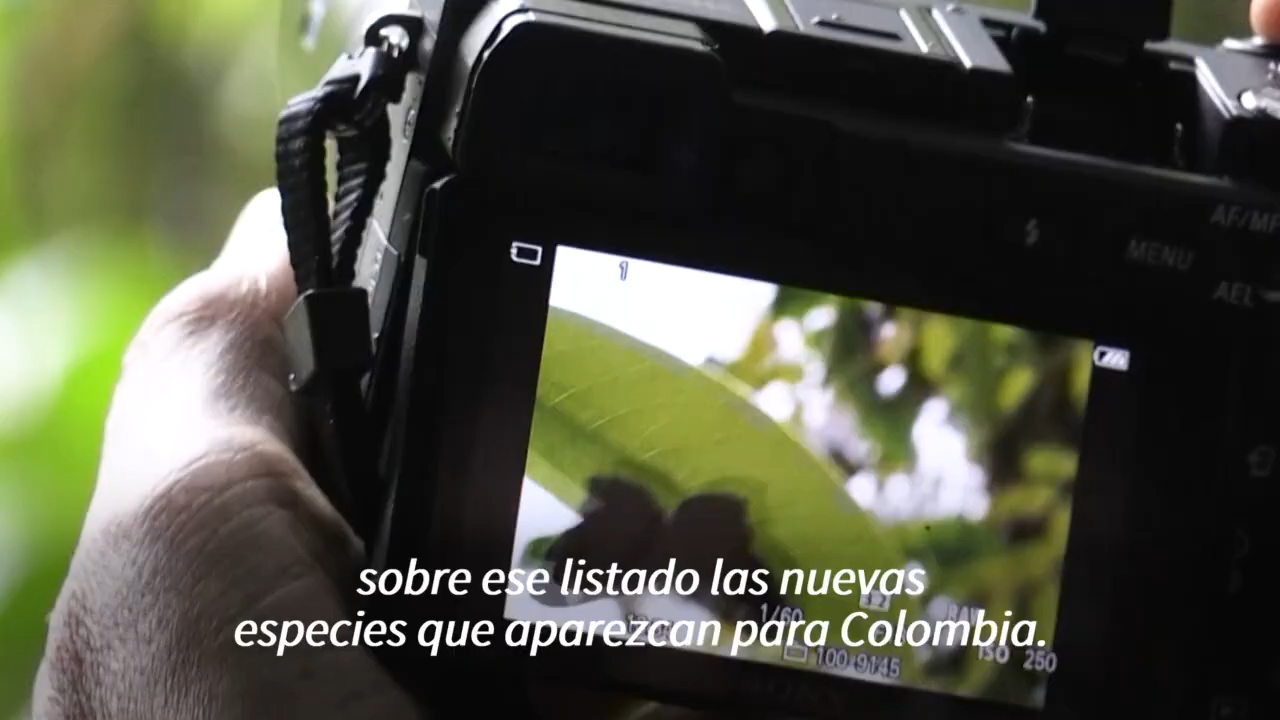 AF/MF
MENU
AEL
1
sobre ese listado las nuevas
especies que aparezcan para Colombia.
1/60
RAW
ISO 250
100-9145
SONY